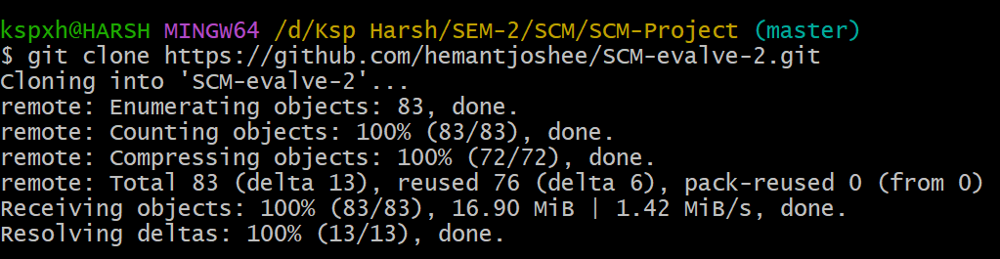 kspxh@HARSH MINGW64 /d/Ksp Harsh/SEM-2/SCM/SCM-Project (master)
$ git clone https://github.com/hemantjoshee/SCM-evalve-2.git
Cloning into 'SCM-evalve-2'...
remote: Enumerating objects: 83, done.
remote: Counting objects: 100% (83/83), done.
remote: Compressing objects: 100% (72/72), done.
remote: Total 83 (delta 13), reused 76 (delta 6), pack-reused 0 (from 0)
Receiving objects: 100% (83/83), 16.90 MiB | 1.42 MiB/s, done.
Resolving deltas: 100% (13/13), done.